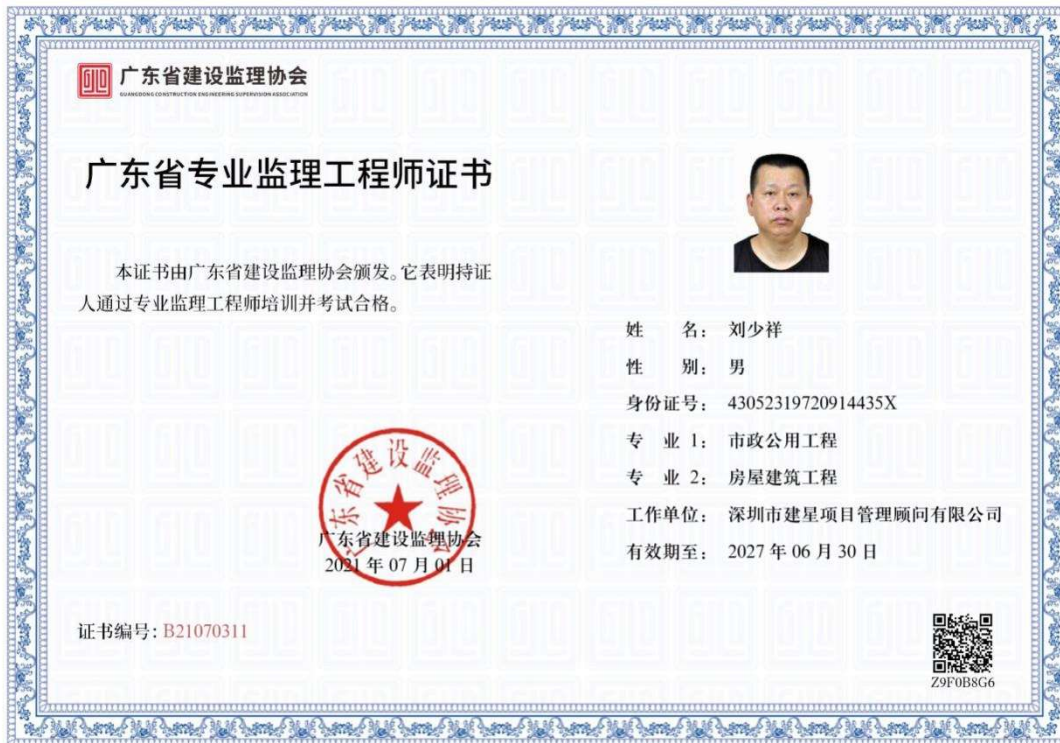 广东省建设监理协会
GUANGDONG CONSTRUCTION ENGINEERING SUPERVISION ASSOCIATION
广东省专业监理工程师证书
本证书由广东省建设监理协会颁发。它表明持证
人通过专业监理工程师培训并考试合格。
姓 名： 刘少祥
性 别： 男
身份证号： 43052319720914435X
专 业 1： 市政公用工程
专 业 2： 房屋建筑工程
工作单位： 深圳市建星项目管理顾问有限公司
有效期至： 2027 年 06 月 30 日
广东省建设监理协会
广东省建设监理协会
2021 年 07 月 01 日
证书编号: B21070311
Z9F0B8G6